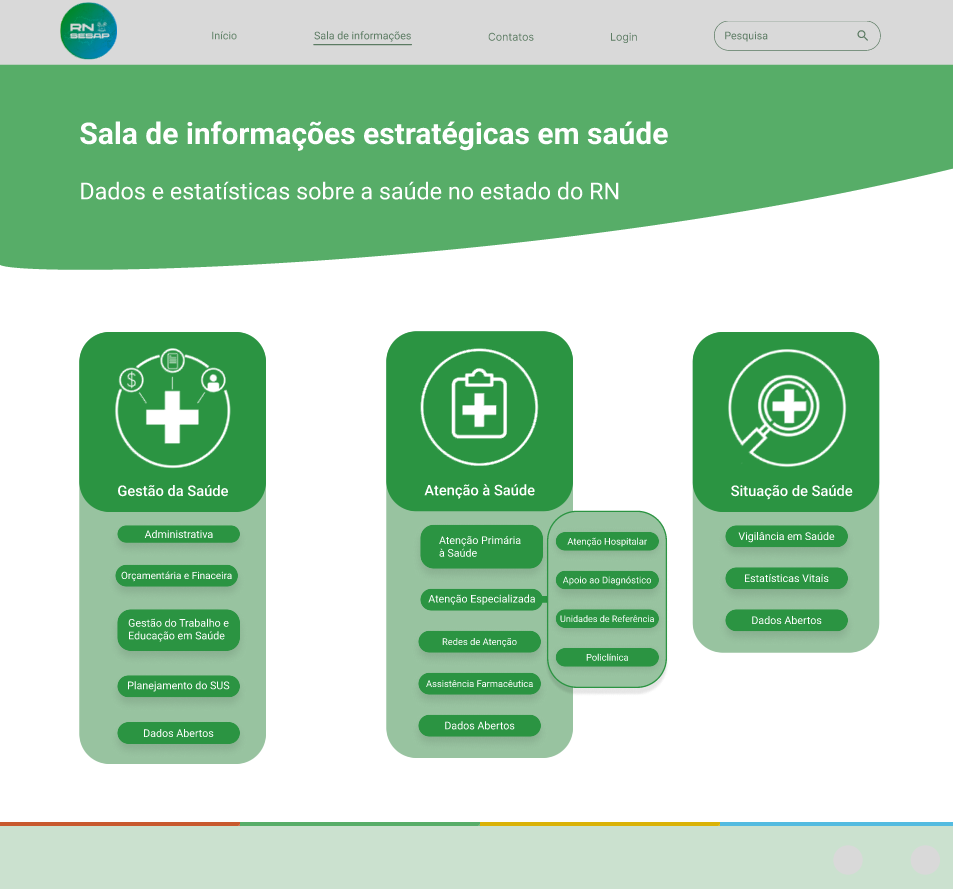 RN
SESAP
Início
Sala de informações
Contatos
Login
Pesquisa
Sala de informações estratégicas em saúde
Dados e estatísticas sobre a saúde no estado do RN
Gestão da Saúde
Administrativa
Orçamentária e Finaceira
Gestão do Trabalho e
Educação em Saúde
Planejamento do SUS
Dados Abertos
Atenção à Saúde
Atenção Primária
à Saúde
Atenção Especializada
Redes de Atenção
Assistência Farmacêutica
Dados Abertos
Atenção Hospitalar
Apoio ao Diagnóstico
Unidades de Referência
Policlínica
Situação de Saúde
Vigilância em Saúde
Estatísticas Vitais
Dados Abertos